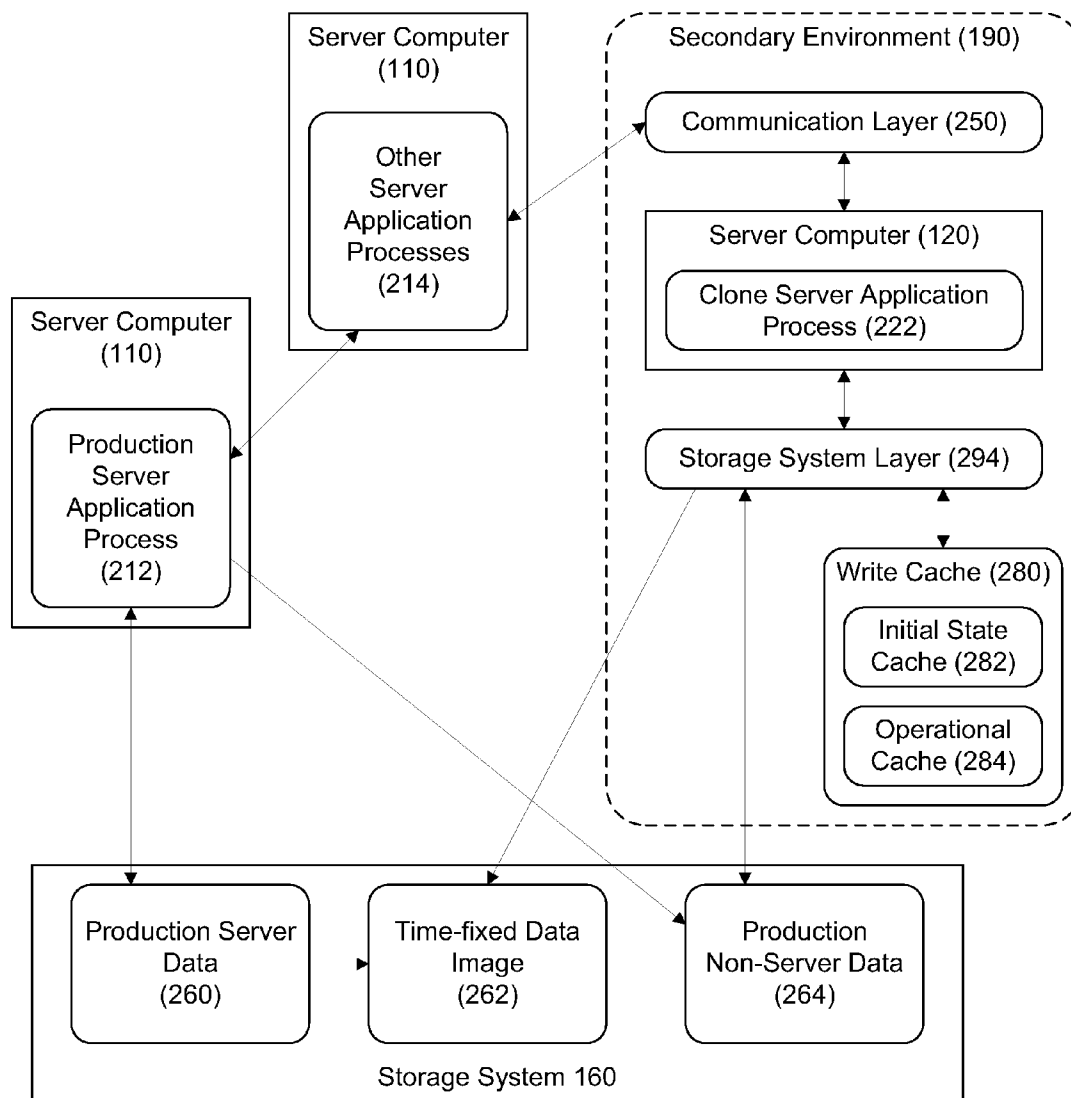 Server Computer
(110)
Other
Server
Application
Processes
(214)
Secondary Environment (190)
Communication Layer (250)
Server Computer (120)
Clone Server Application
Process (222)
Storage System Layer (294)
Write Cache (280)
Initial State
Cache (282)
Operational
Cache (284)
Server Computer
(110)
Production
Server
Application
Process
(212)
Production Server
Data
(260)
Time-fixed Data
Image
(262)
Production
Non-Server Data
(264)
Storage System 160